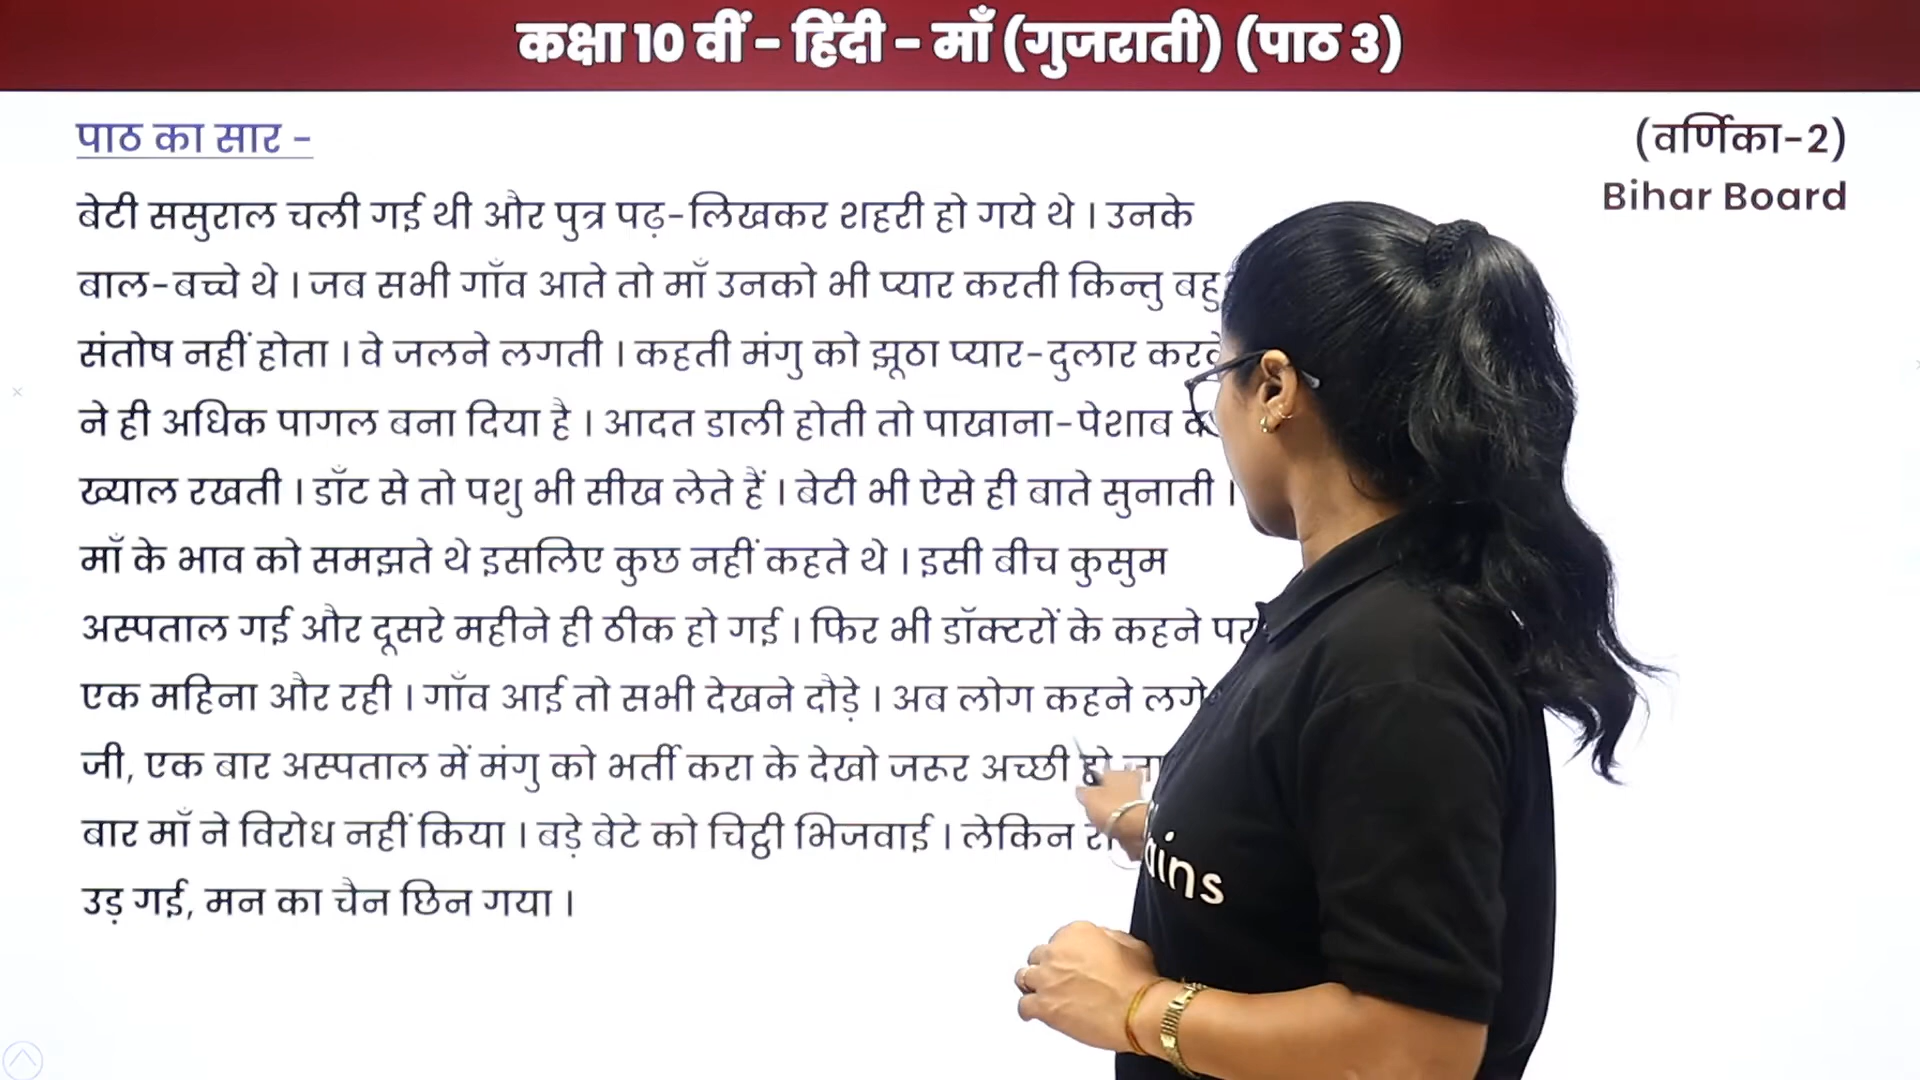 कक्षा 10 वीं - हिंदी - माँ (गुजराती) (पाठ 3)
पाठ का सार -
(वर्णिका-2)
Bihar Board
बेटी ससुराल चली गई थी और पुत्र पढ़-लिखकर शहरी हो गये थे । उनके
बाल-बच्चे थे । जब सभी गाँव आते तो माँ उनको भी प्यार करती किन्तु
संतोष नहीं होता । वे जलने लगती । कहती मंगु को झूठा प्यार-दुलार
ने ही अधिक पागल बना दिया है । आदत डाली होती तो पाखाना-पेशाब
ख्याल रखती । डाँट से तो पशु भी सीख लेते हैं । बेटी भी ऐसे ही बाते सुनाती ।
माँ के भाव को समझते थे इसलिए कुछ नहीं कहते थे । इसी बीच कुसुम
अस्पताल गई और दूसरे महीने ही ठीक हो गई । फिर भी डॉक्टरों के कहने पर
एक महिना और रही । गाँव आई तो सभी देखने दौड़े । अब लोग कहने लगे
जी, एक बार अस्पताल में मंगु को भर्ती करा के देखो जरूर अच्छी हो
बार माँ ने विरोध नहीं किया । बड़े बेटे को चिट्ठी भिजवाई । लेकिन
उड़ गई, मन का चैन छिन गया ।